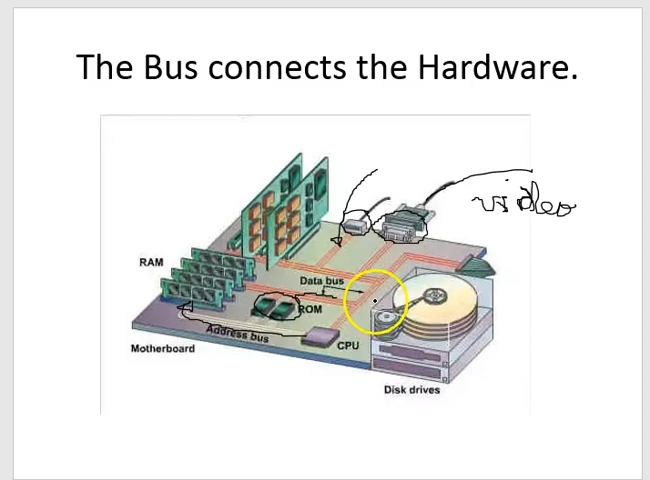 The Bus connects the Hardware.
video
RAM
Data bus
ROM
Address bus
CPU
Motherboard
Disk drives